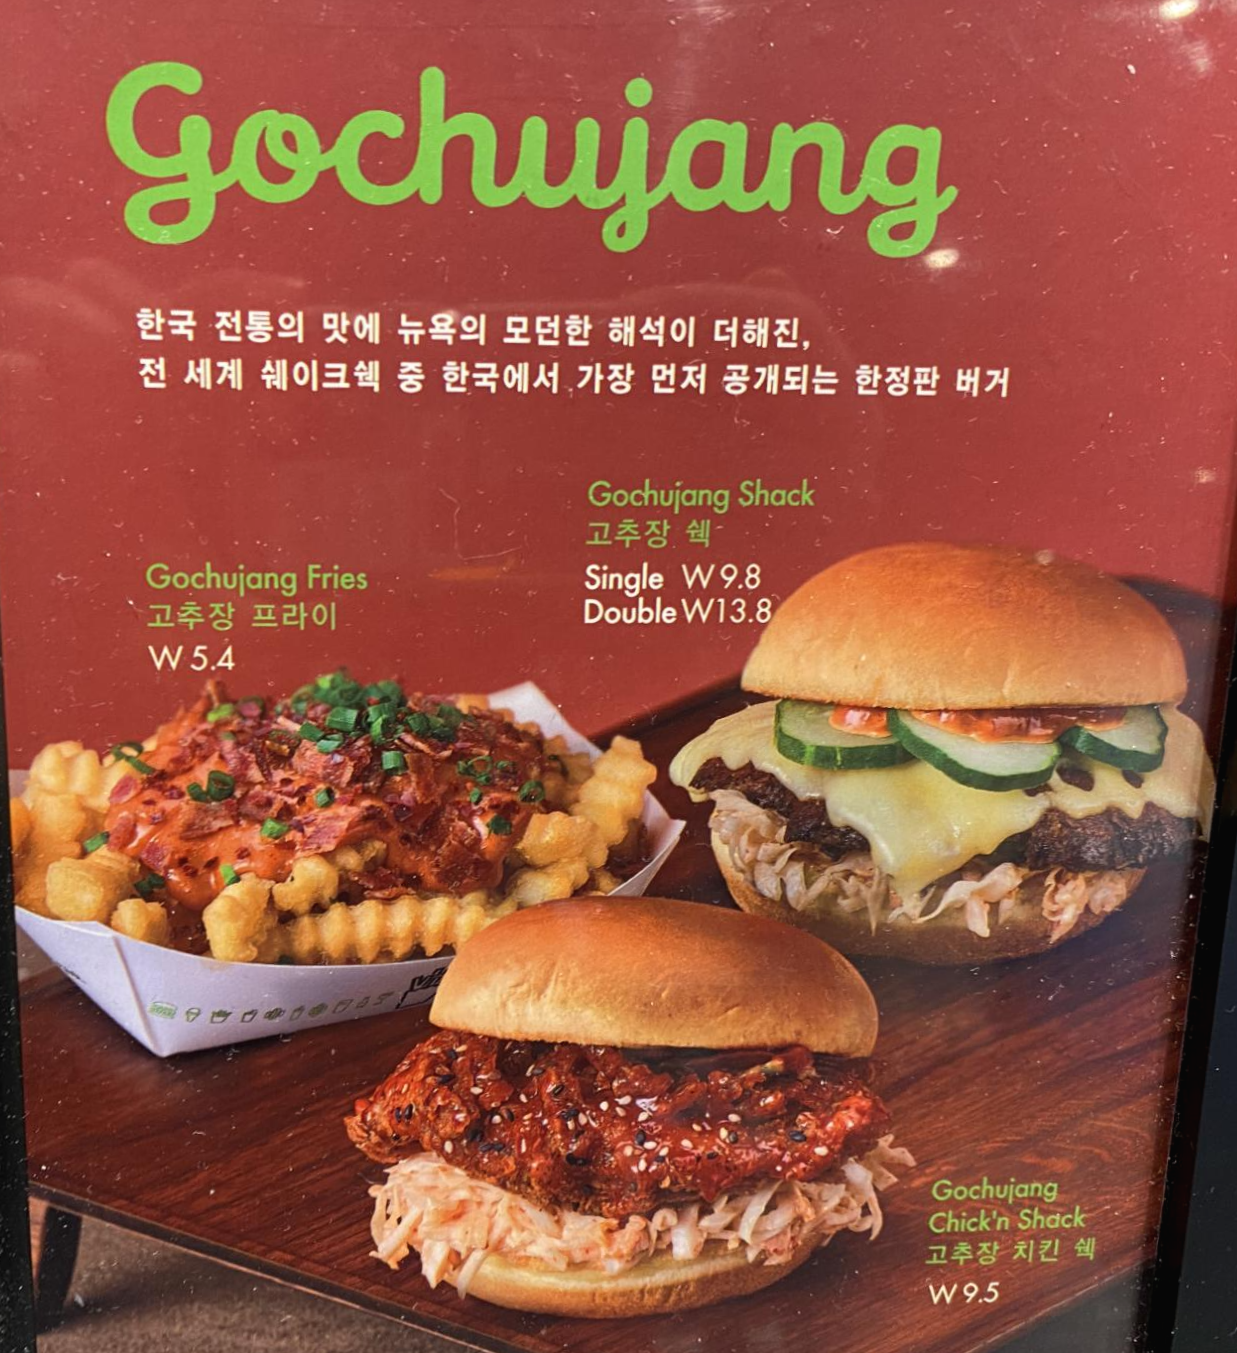 Gochujang
한국 전통의 맛에 뉴욕의 모던한 해석이 더해진,
전 세계 쉐이크쉑 중 한국에서 가장 먼저 공개되는 한정판 버거
Gochujang Shack
고추장 쉑
Single W 9.8
Double W13.8
Gochujang Fries
고추장 프라이
W 5.4
Gochujang
Chick'n Shack
고추장 치킨 쉑
W 9.5